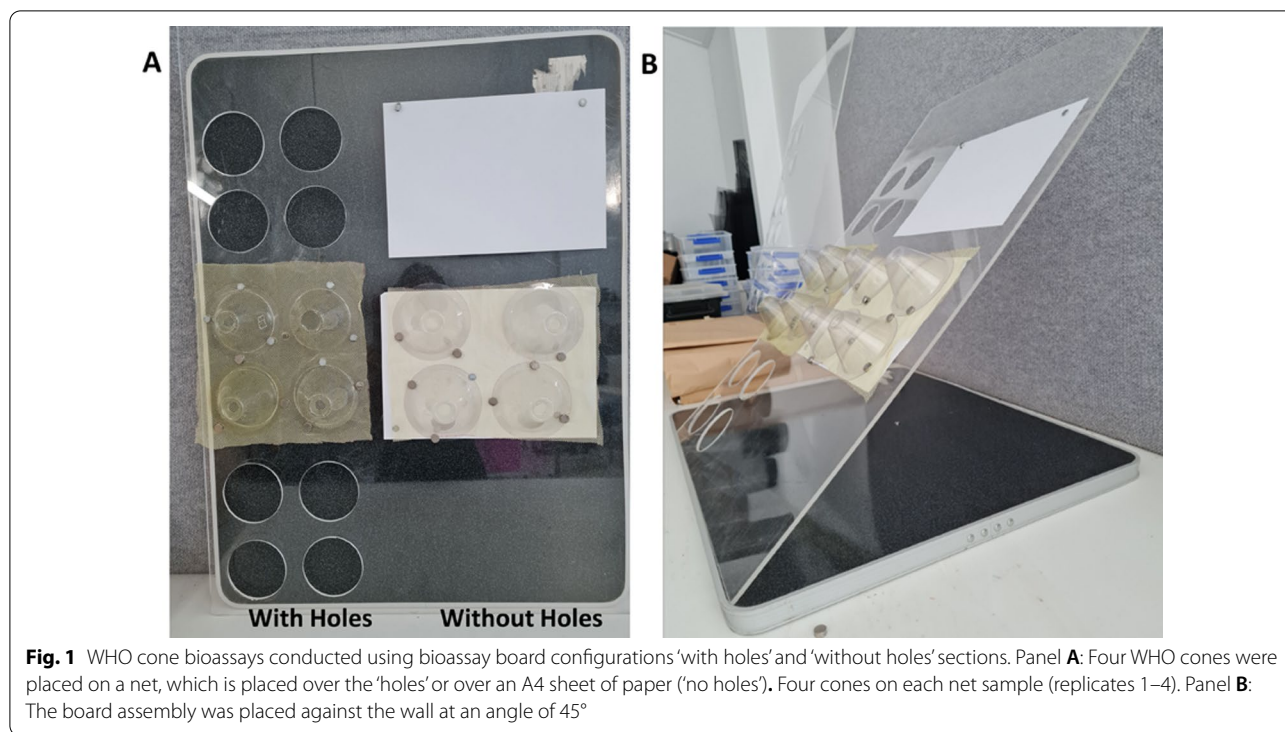 A
B
With Holes
Without Holes
Fig. 1 WHO cone bioassays conducted using bioassay board configurations ‘with holes’ and ‘without holes’ sections. Panel A: Four WHO cones were
placed on a net, which is placed over the ‘holes’ or over an A4 sheet of paper (‘no holes’). Four cones on each net sample (replicates 1–4). Panel B:
The board assembly was placed against the wall at an angle of 45°